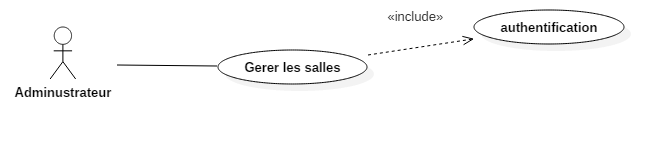 «include»
authentification
Gerer les salles
Adminustrateur